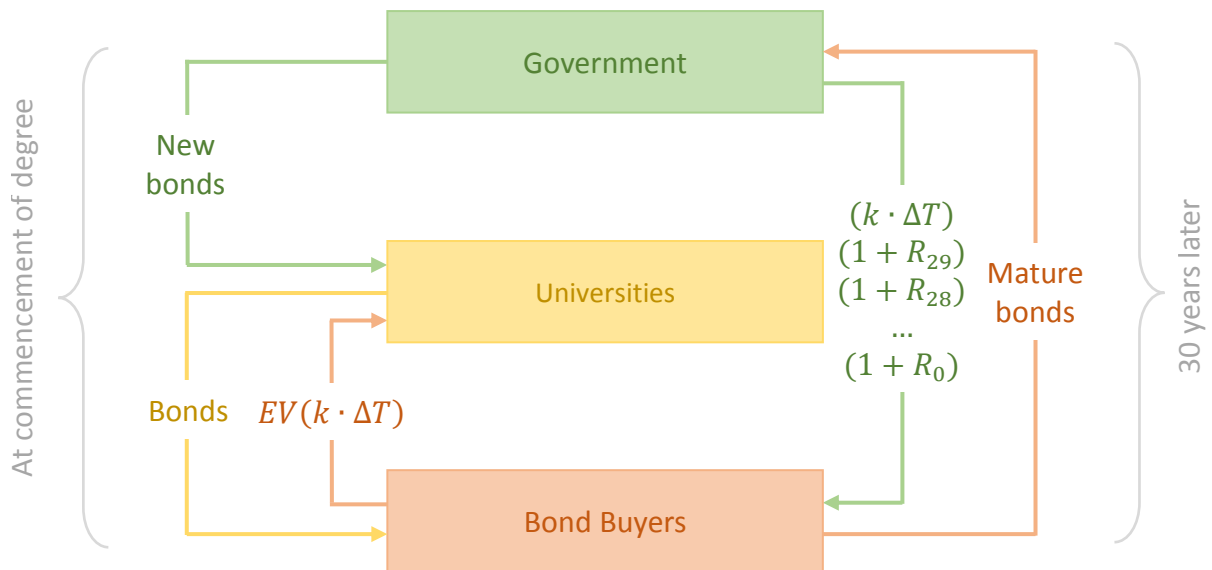 At commencement of degree
Government
New
bonds
Universities
Bonds
𝐸𝑉(𝑘 · Δ𝑇)
Bond Buyers
(𝑘 · Δ𝑇)
(1 + 𝑅₂₉)
(1 + 𝑅₂₈)
...
(1 + 𝑅₀)
Mature
bonds
30 years later